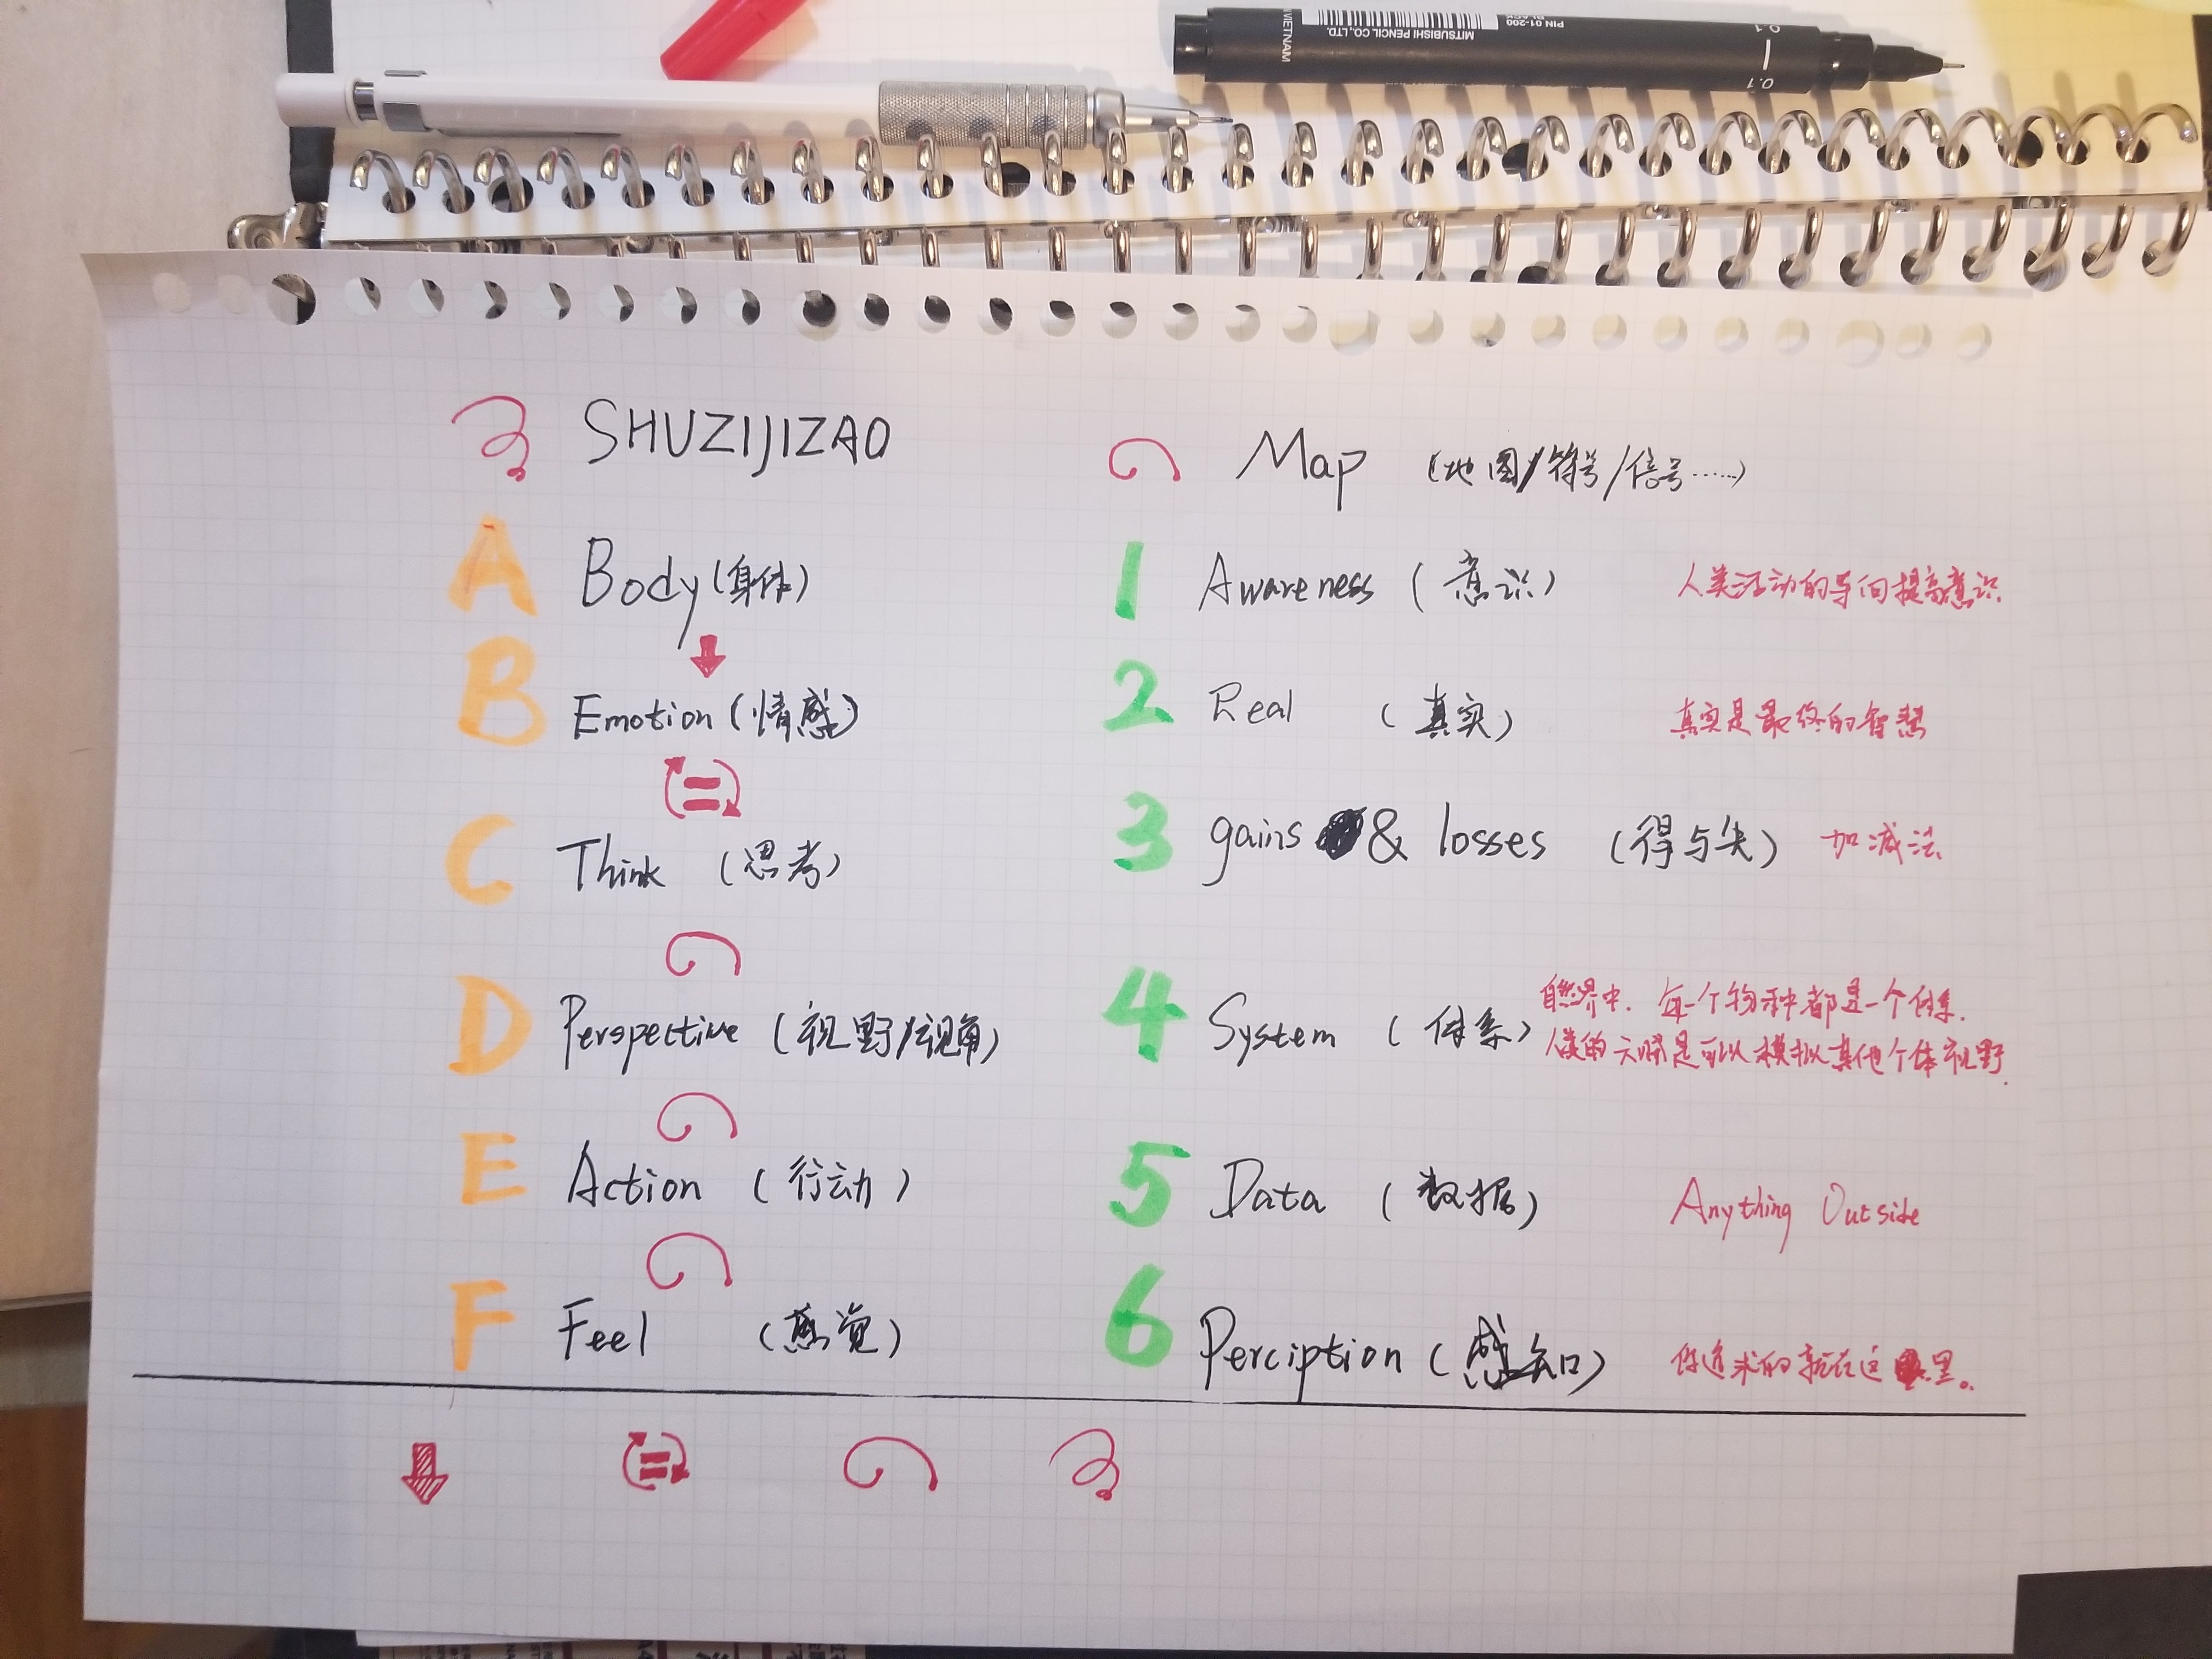 VIETNAM
MITSUBISHI PENCIL CO.,LTD.
PIN 01-200
BLACK
0.1
0.1
SHUZIJIZAO
Map (地图/符号/信号……)
A Body (身体)
1 Awareness (意识) 人类活动的导向提高意识
B Emotion (情感)
2 Real (真实) 真实是最终的智慧
C Think (思考)
3 gains & losses (得与失) 加减法
D Perspective (视野/视角)
4 System (体系) 自然界中. 每一个物种都是一个体系.
人类的是可以模拟其他个体视野.
E Action (行动)
5 Data (数据) Anything Outside
F Feel (感觉)
6 Perciption (感知) 你追求的就在这里。